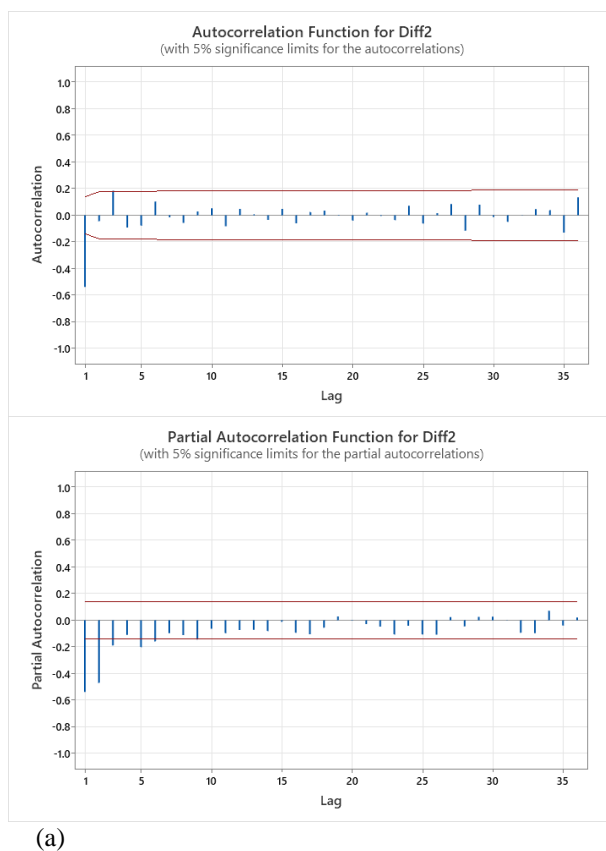 Autocorrelation Function for Diff2
(with 5% significance limits for the autocorrelations)
1.0
0.8
0.6
0.4
0.2
0.0
-0.2
-0.4
-0.6
-0.8
-1.0
Autocorrelation
1 5 10 15 20 25 30 35
Lag
Partial Autocorrelation Function for Diff2
(with 5% significance limits for the partial autocorrelations)
1.0
0.8
0.6
0.4
0.2
0.0
-0.2
-0.4
-0.6
-0.8
-1.0
Partial Autocorrelation
1 5 10 15 20 25 30 35
Lag
(a)